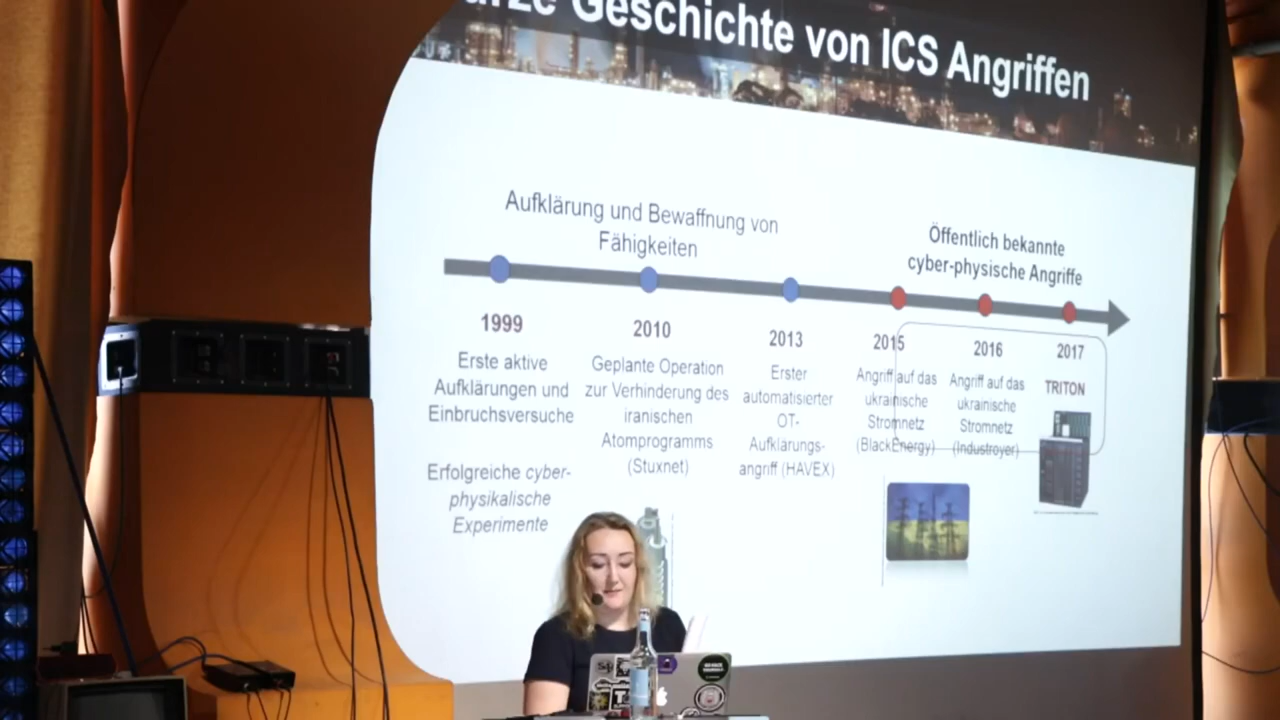 urze Geschichte von ICS Angriffen
Aufklärung und Bewaffnung von
Fähigkeiten
Öffentlich bekannte
cyber-physische Angriffe
1999
Erste aktive
Aufklärungen und
Einbruchsversuche
Erfolgreiche cyber-
physikalische
Experimente
2010
Geplante Operation
zur Verhinderung des
iranischen
Atomprogramms
(Stuxnet)
2013
Erster
automatisierter
OT-
Aufklärungs-
angriff (HAVEX)
2015
Angriff auf das
ukrainische
Stromnetz
(BlackEnergy)
2016
Angriff auf das
ukrainische
Stromnetz
(Industroyer)
2017
TRITON